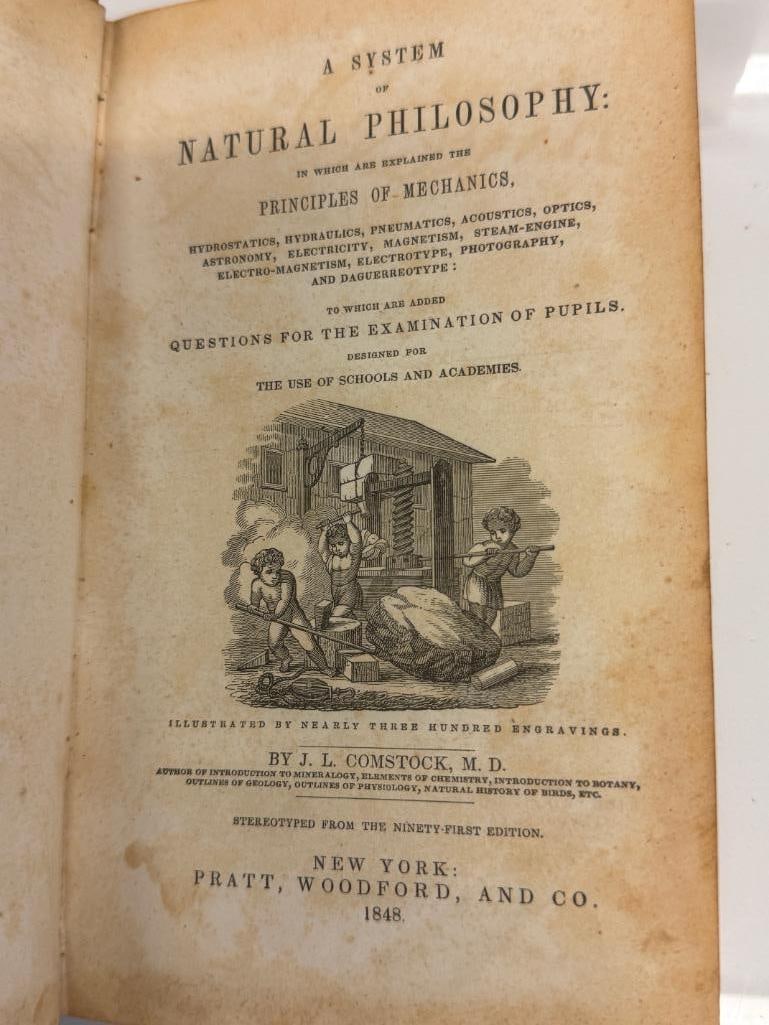 A SYSTEM
OF
NATURAL PHILOSOPHY:
IN WHICH ARE EXPLAINED THE
PRINCIPLES OF MECHANICS,
HYDROSTATICS, HYDRAULICS, PNEUMATICS, ACOUSTICS, OPTICS,
ASTRONOMY, ELECTRICITY, MAGNETISM, STEAM-ENGINE,
ELECTRO-MAGNETISM, ELECTROTYPE, PHOTOGRAPHY,
AND DAGUERREOTYPE:
TO WHICH ARE ADDED
QUESTIONS FOR THE EXAMINATION OF PUPILS.
DESIGNED FOR
THE USE OF SCHOOLS AND ACADEMIES.
ILLUSTRATED BY NEARLY THREE HUNDRED ENGRAVINGS.
BY J. L. COMSTOCK, M. D.
AUTHOR OF INTRODUCTION TO MINERALOGY, ELEMENTS OF CHEMISTRY, INTRODUCTION TO BOTANY,
OUTLINES OF GEOLOGY, OUTLINES OF PHYSIOLOGY, NATURAL HISTORY OF BIRDS, ETC.
STEREOTYPED FROM THE NINETY-FIRST EDITION.
NEW YORK:
PRATT, WOODFORD, AND CO.
1848.